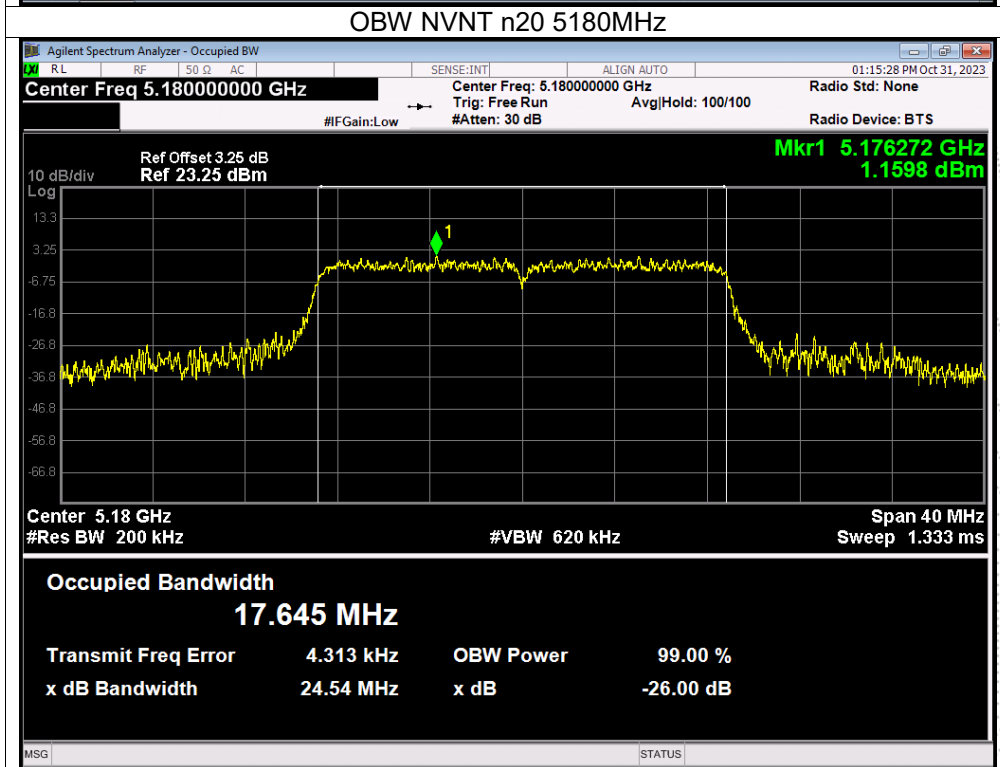 OBW NVNT n20 5180MHz
Agilent Spectrum Analyzer - Occupied BW
LXI RL RF 50 Ω AC SENSE:INT ALIGN AUTO 01:15:28 PM Oct 31, 2023
Center Freq 5.180000000 GHz Center Freq: 5.180000000 GHz Radio Std: None
Trig: Free Run Avg|Hold: 100/100
#IFGain:Low #Atten: 30 dB Radio Device: BTS
Ref Offset 3.25 dB Mkr1 5.176272 GHz
10 dB/div Ref 23.25 dBm 1.1598 dBm
Log
13.3
1
3.25
-6.75
-16.8
-26.8
-36.8
-46.8
-56.8
-66.8
Center 5.18 GHz Span 40 MHz
#Res BW 200 kHz #VBW 620 kHz Sweep 1.333 ms
Occupied Bandwidth
17.645 MHz
Transmit Freq Error 4.313 kHz OBW Power 99.00 %
x dB Bandwidth 24.54 MHz x dB -26.00 dB
MSG STATUS